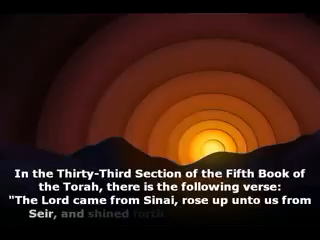 In the Thirty-Third Section of the Fifth Book of
the Torah, there is the following verse:
"The Lord came from Sinai, rose up unto us from
Seir, and shined forth